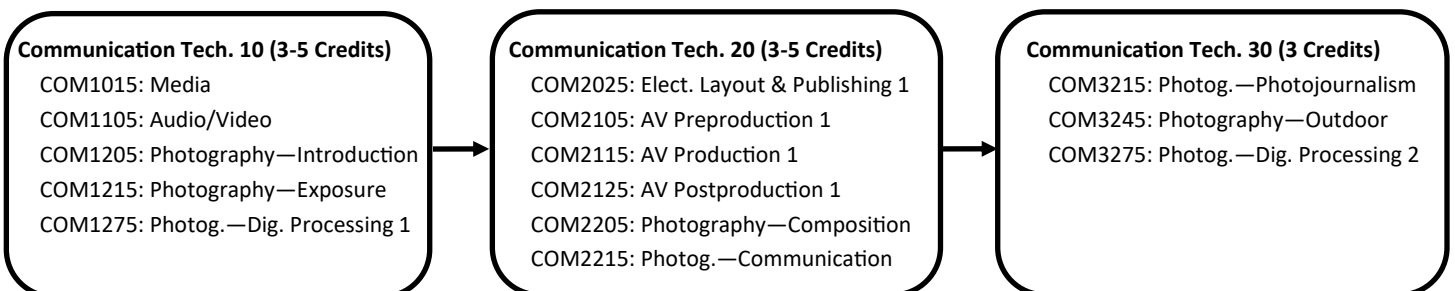 Communication Tech. 10 (3-5 Credits)
COM1015: Media
COM1105: Audio/Video
COM1205: Photography—Introduction
COM1215: Photography—Exposure
COM1275: Photog.—Dig. Processing 1
Communication Tech. 20 (3-5 Credits)
COM2025: Elect. Layout & Publishing 1
COM2105: AV Preproduction 1
COM2115: AV Production 1
COM2125: AV Postproduction 1
COM2205: Photography—Composition
COM2215: Photog.—Communication
Communication Tech. 30 (3 Credits)
COM3215: Photog.—Photojournalism
COM3245: Photography—Outdoor
COM3275: Photog.—Dig. Processing 2